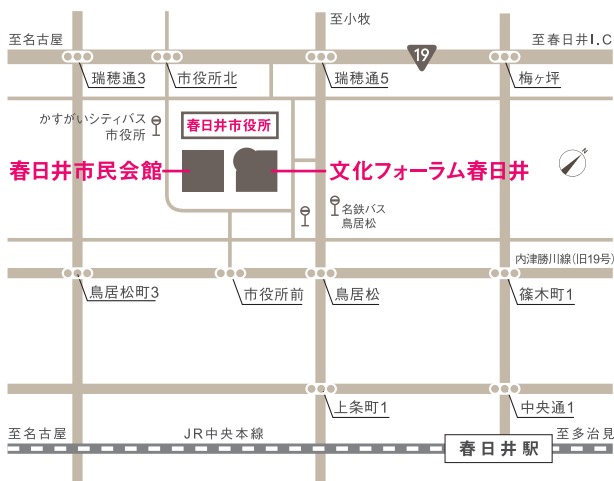 至小牧
至名古屋
19
至春日井I.C
瑞穂通3
市役所北
瑞穂通5
梅ヶ坪
かすがいシティバス
市役所
春日井市役所
N
春日井市民会館
文化フォーラム春日井
名鉄バス
鳥居松
内津勝川線(旧19号)
鳥居松町3
市役所前
鳥居松
篠木町1
上条町1
中央通1
至名古屋
JR中央本線
春日井駅
至多治見